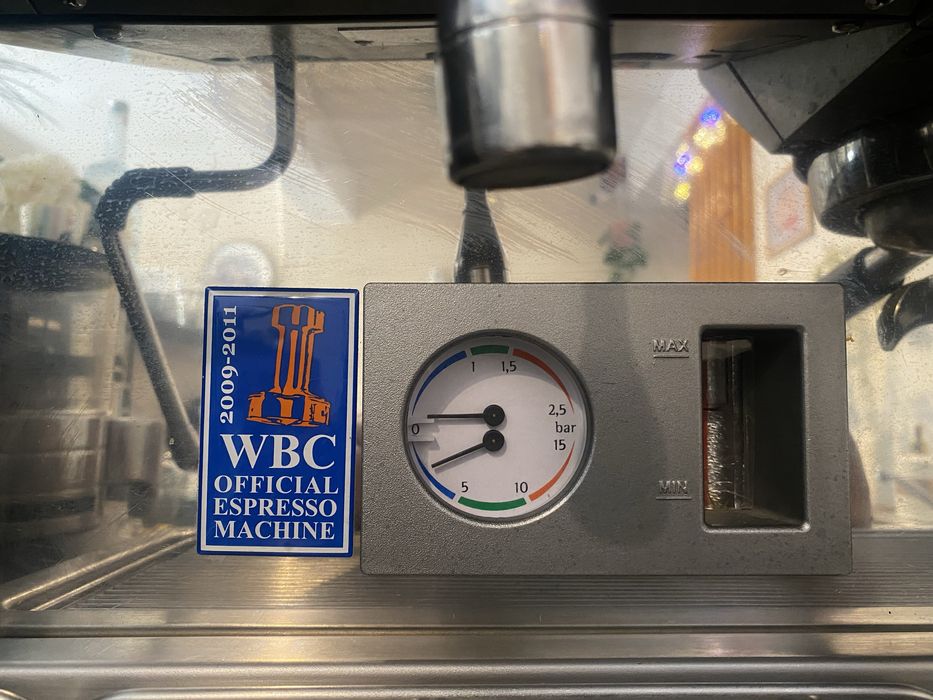 2009-2011
WBC
OFFICIAL
ESPRESSO
MACHINE
1 1,5
0
2,5
bar
15
5 10
MAX
MIN